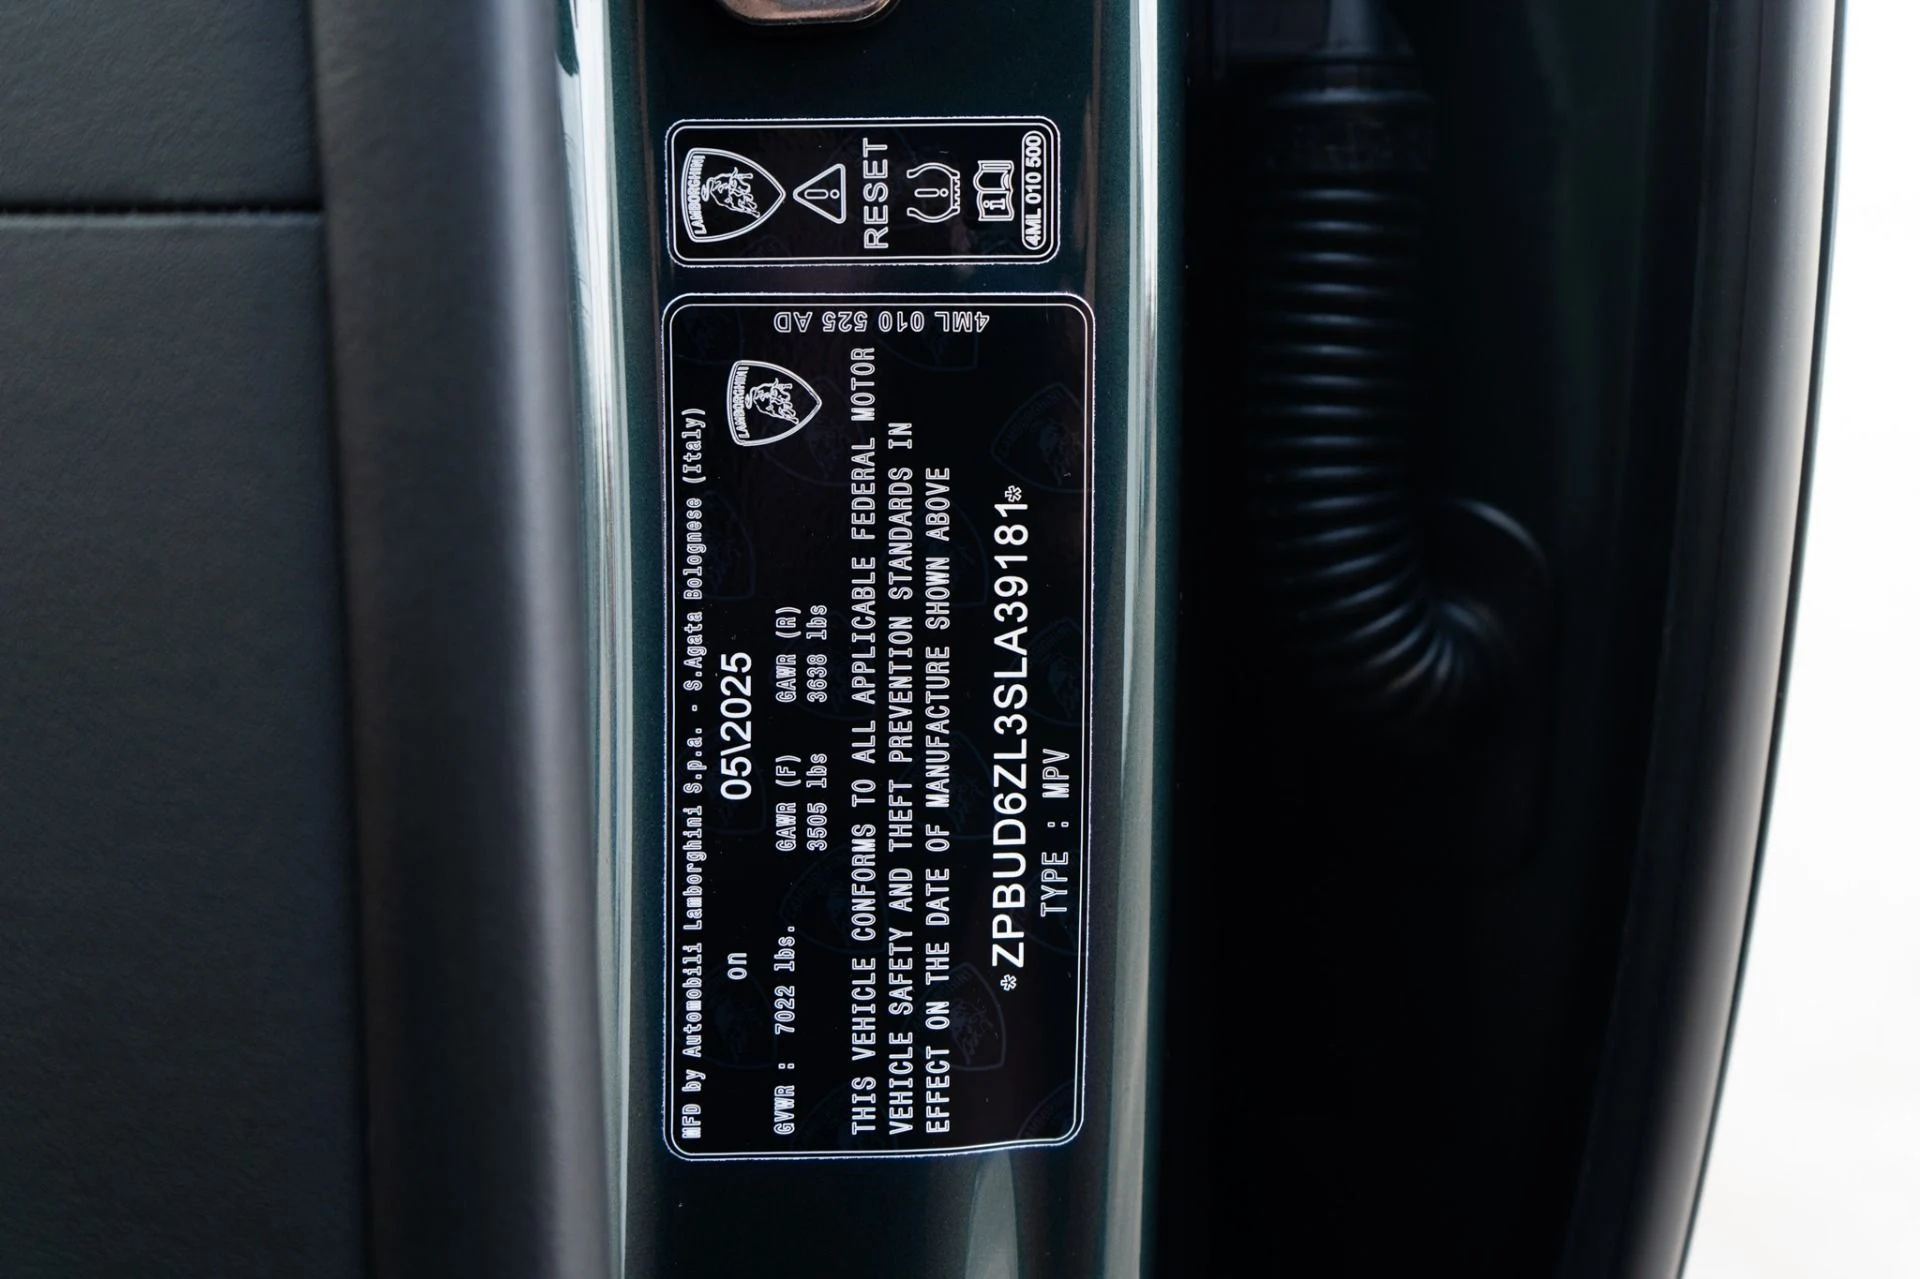 LAMBORGHINI
RESET
4ML 010 500
4ML 010 525 AD
MFD by Automobili Lamborghini S.p.a. - S.Agata Bolognese (Italy)
on 05\2025
LAMBORGHINI
GVWR : 7022 lbs. GAWR (F) GAWR (R)
3505 lbs 3638 lbs
THIS VEHICLE CONFORMS TO ALL APPLICABLE FEDERAL MOTOR
VEHICLE SAFETY AND THEFT PREVENTION STANDARDS IN
EFFECT ON THE DATE OF MANUFACTURE SHOWN ABOVE
*ZPBUD6ZL3SLA39181*
TYPE : MPV